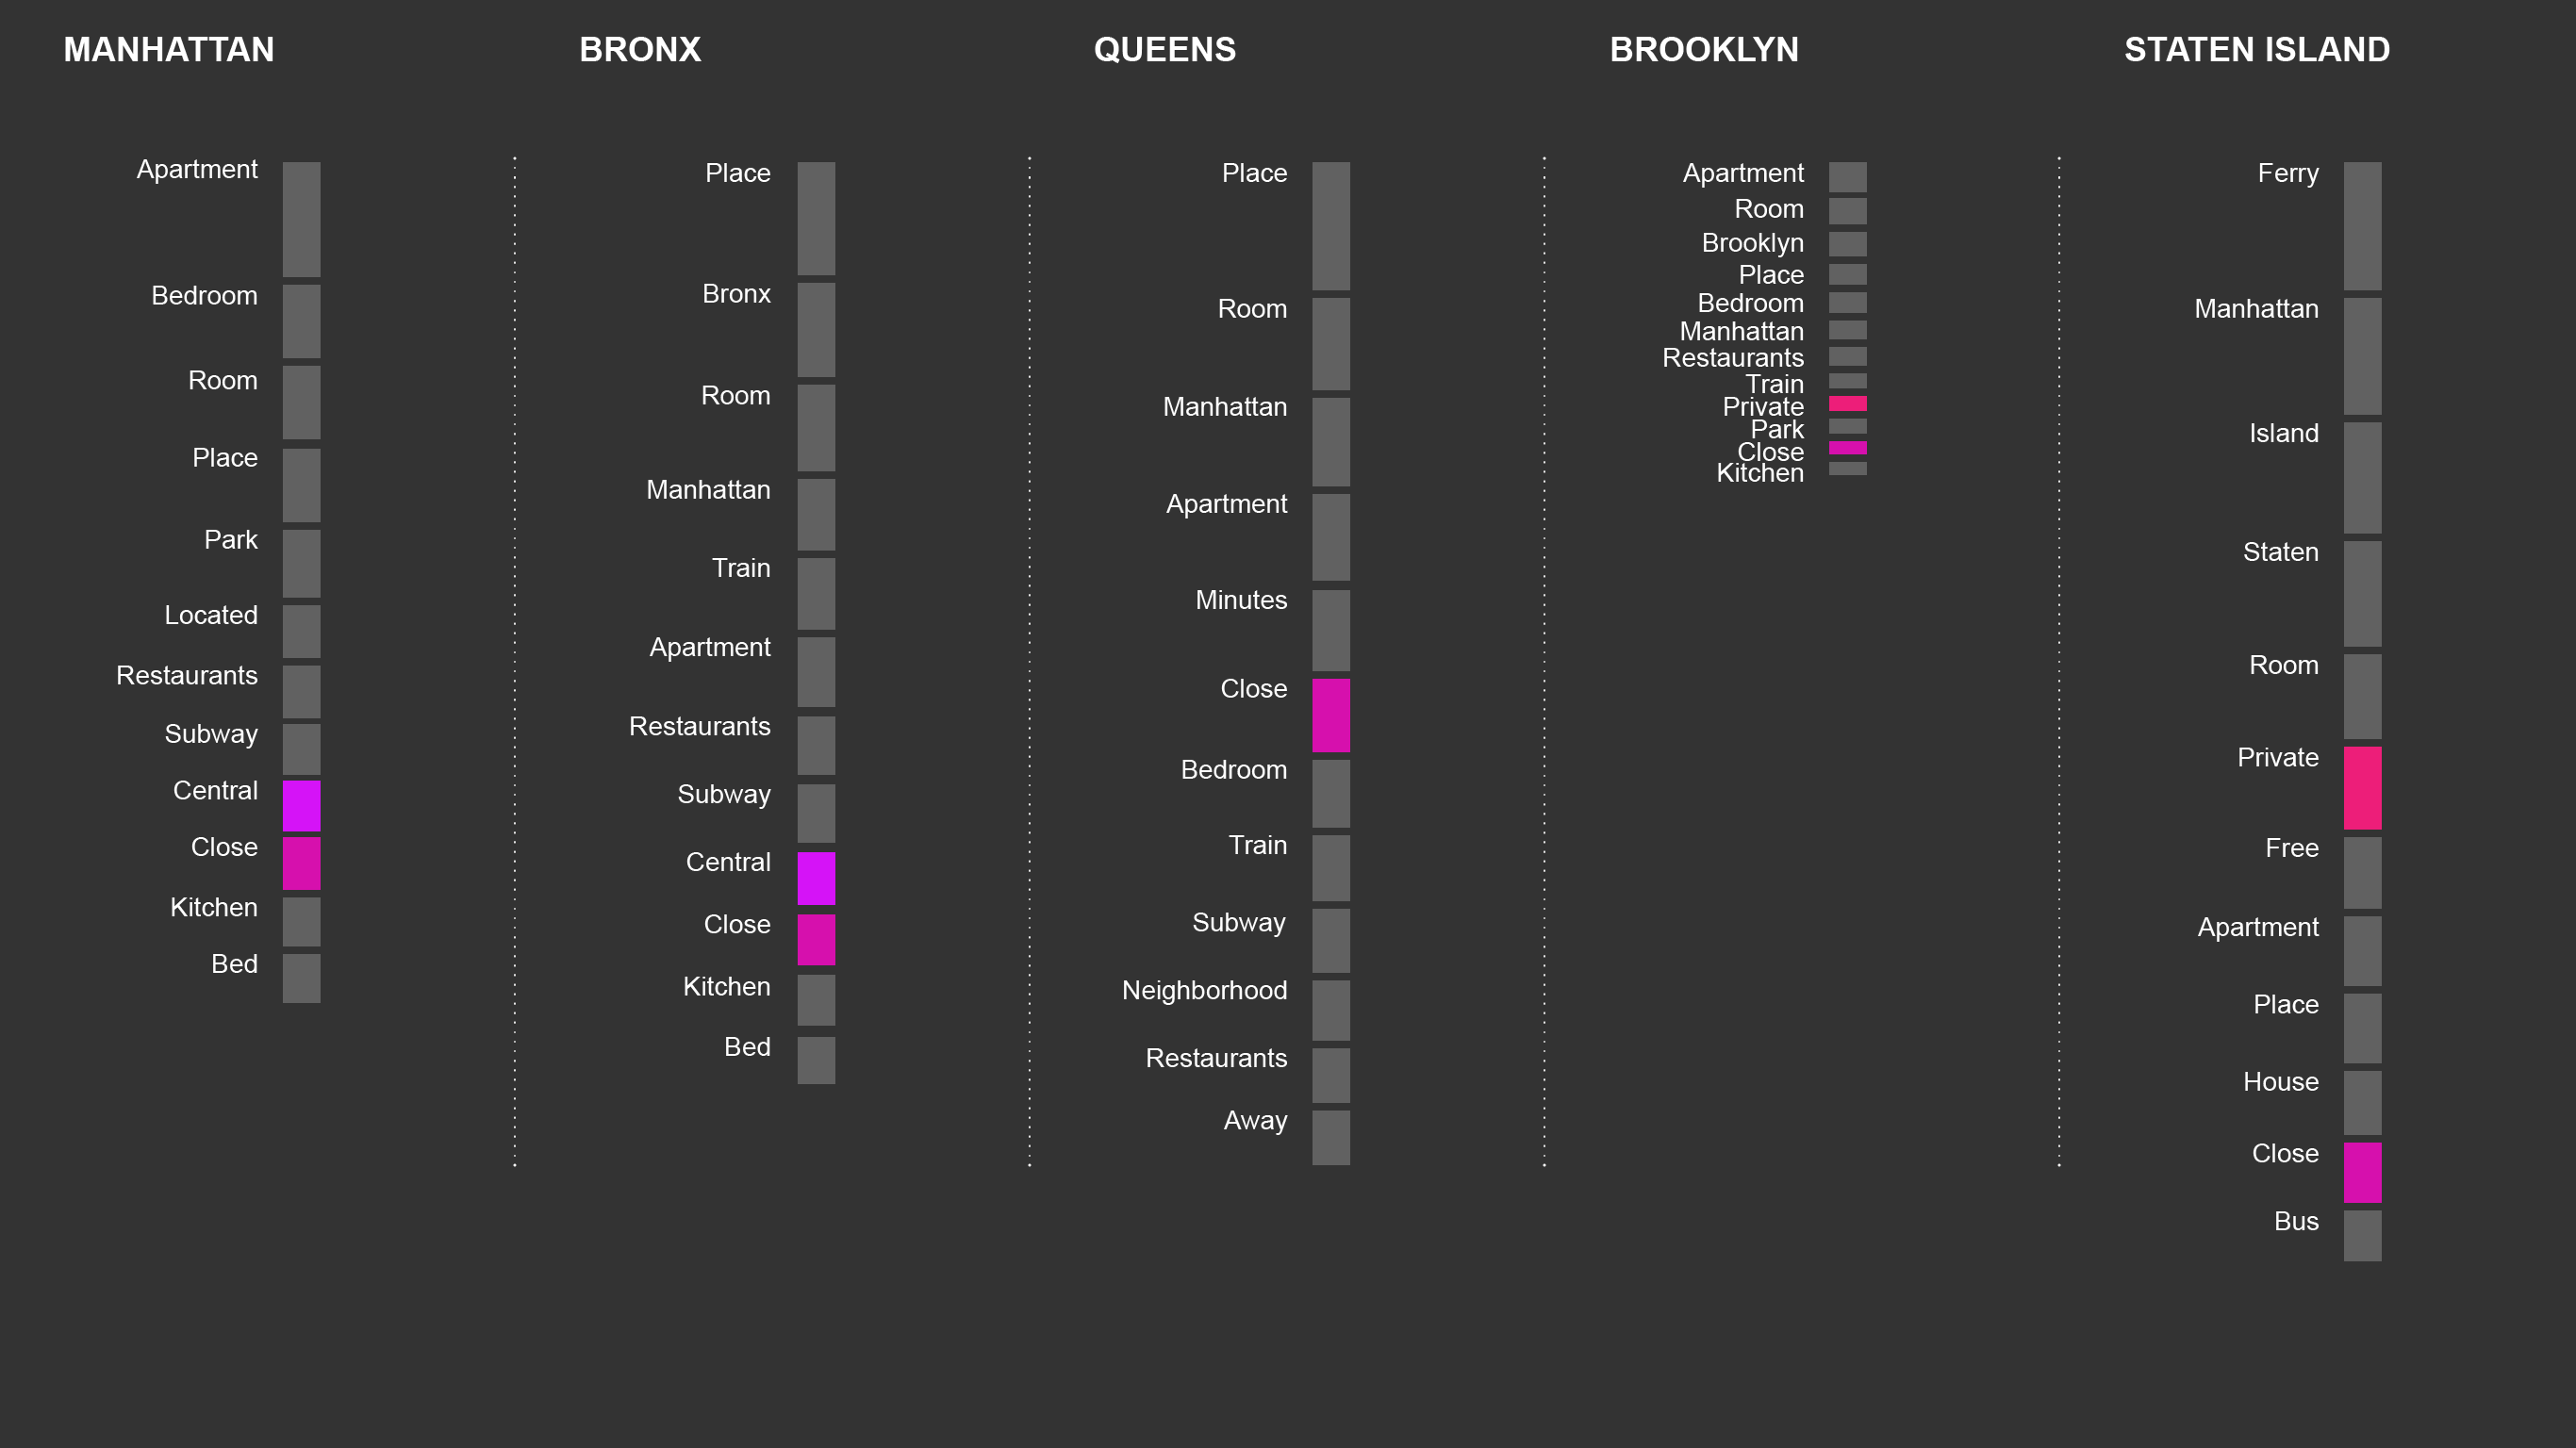 MANHATTAN
Apartment
Bedroom
Room
Place
Park
Located
Restaurants
Subway
Central
Close
Kitchen
Bed
BRONX
Place
Bronx
Room
Manhattan
Train
Apartment
Restaurants
Subway
Central
Close
Kitchen
Bed
QUEENS
Place
Room
Manhattan
Apartment
Minutes
Close
Bedroom
Train
Subway
Neighborhood
Restaurants
Away
BROOKLYN
Apartment
Room
Brooklyn
Place
Bedroom
Manhattan
Restaurants
Train
Private
Park
Close
Kitchen
STATEN ISLAND
Ferry
Manhattan
Island
Staten
Room
Private
Free
Apartment
Place
House
Close
Bus